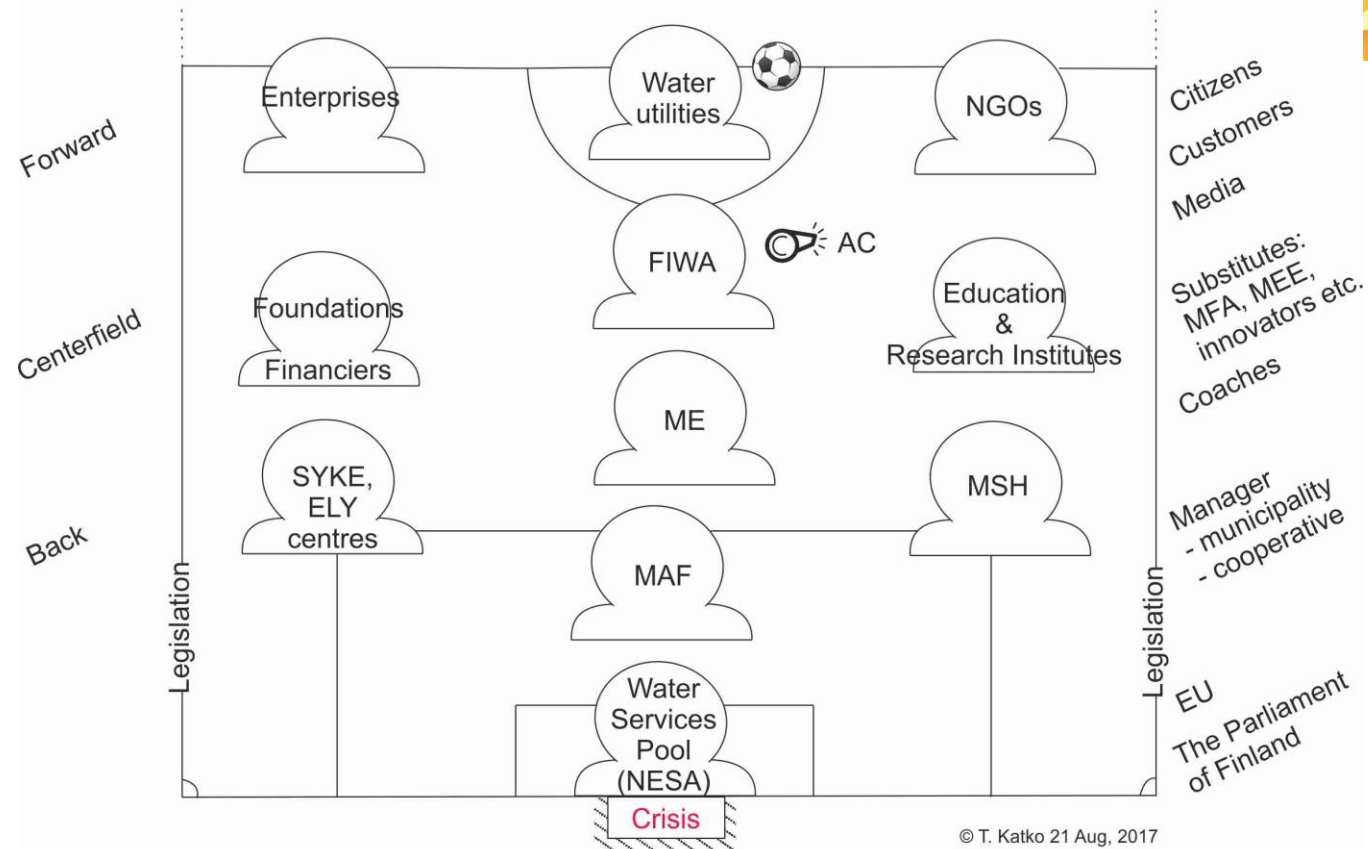 Forward
Enterprises
Water
utilities
NGOs
Citizens
Customers
Media
FIWA
AC
Centerfield
Foundations
Financiers
Education
&
Research Institutes
Substitutes:
MFA, MEE,
innovators etc.
Coaches
ME
Back
SYKE,
ELY
centres
MSH
Manager
- municipality
- cooperative
MAF
Legislation
Legislation
Water
Services
Pool
(NESA)
EU
The Parliament
of Finland
Crisis
© T. Katko 21 Aug, 2017